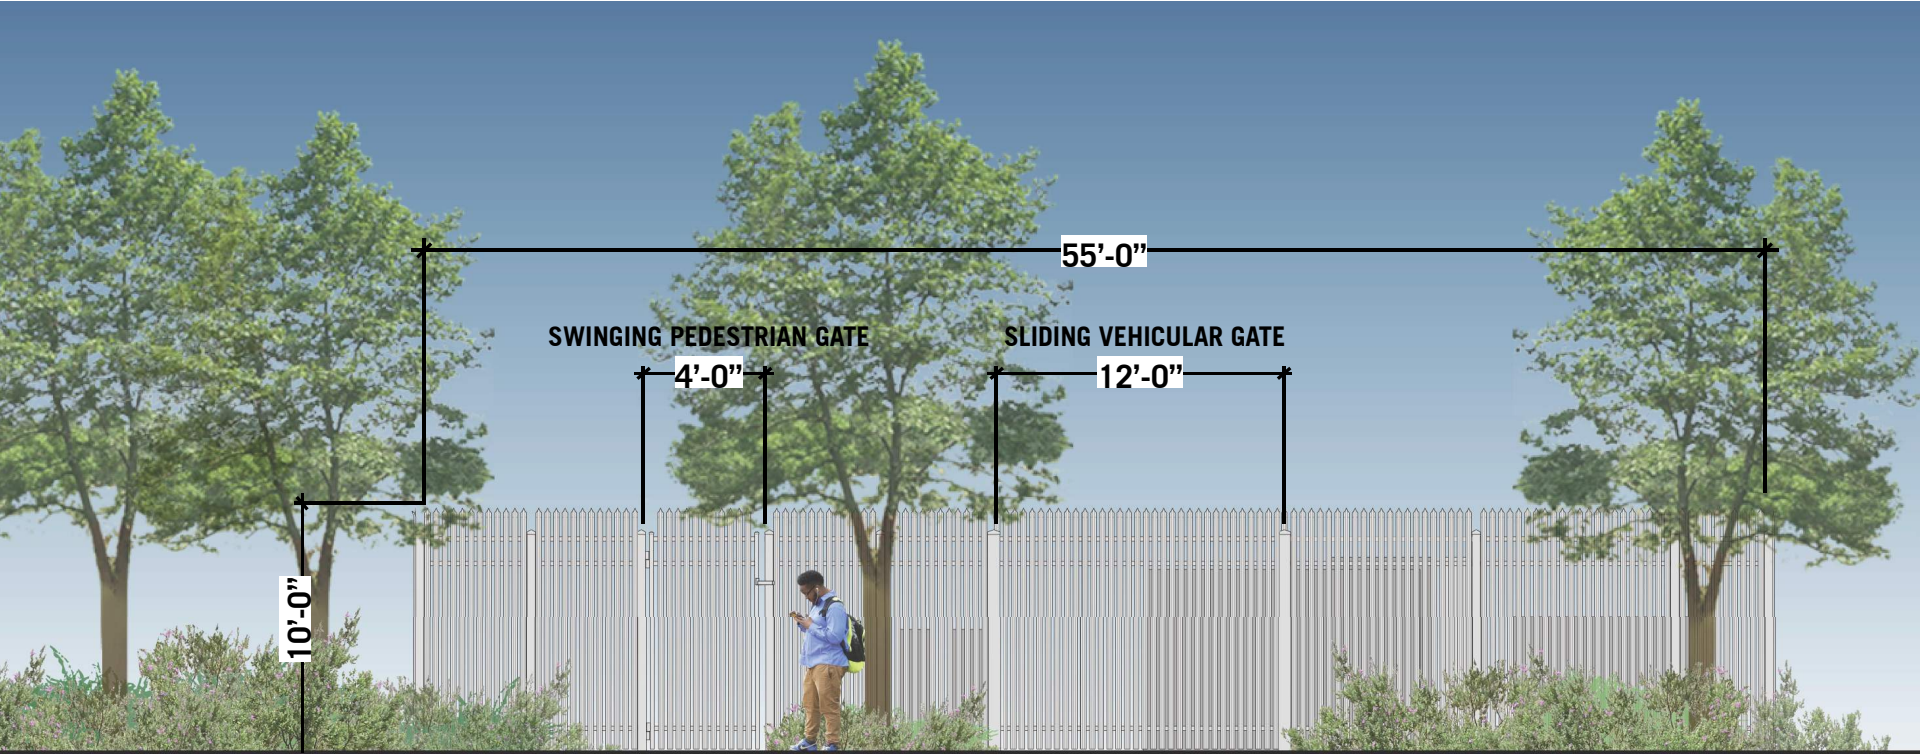 55’-0”
SWINGING PEDESTRIAN GATE
4’-0”
SLIDING VEHICULAR GATE
12’-0”
10’-0”